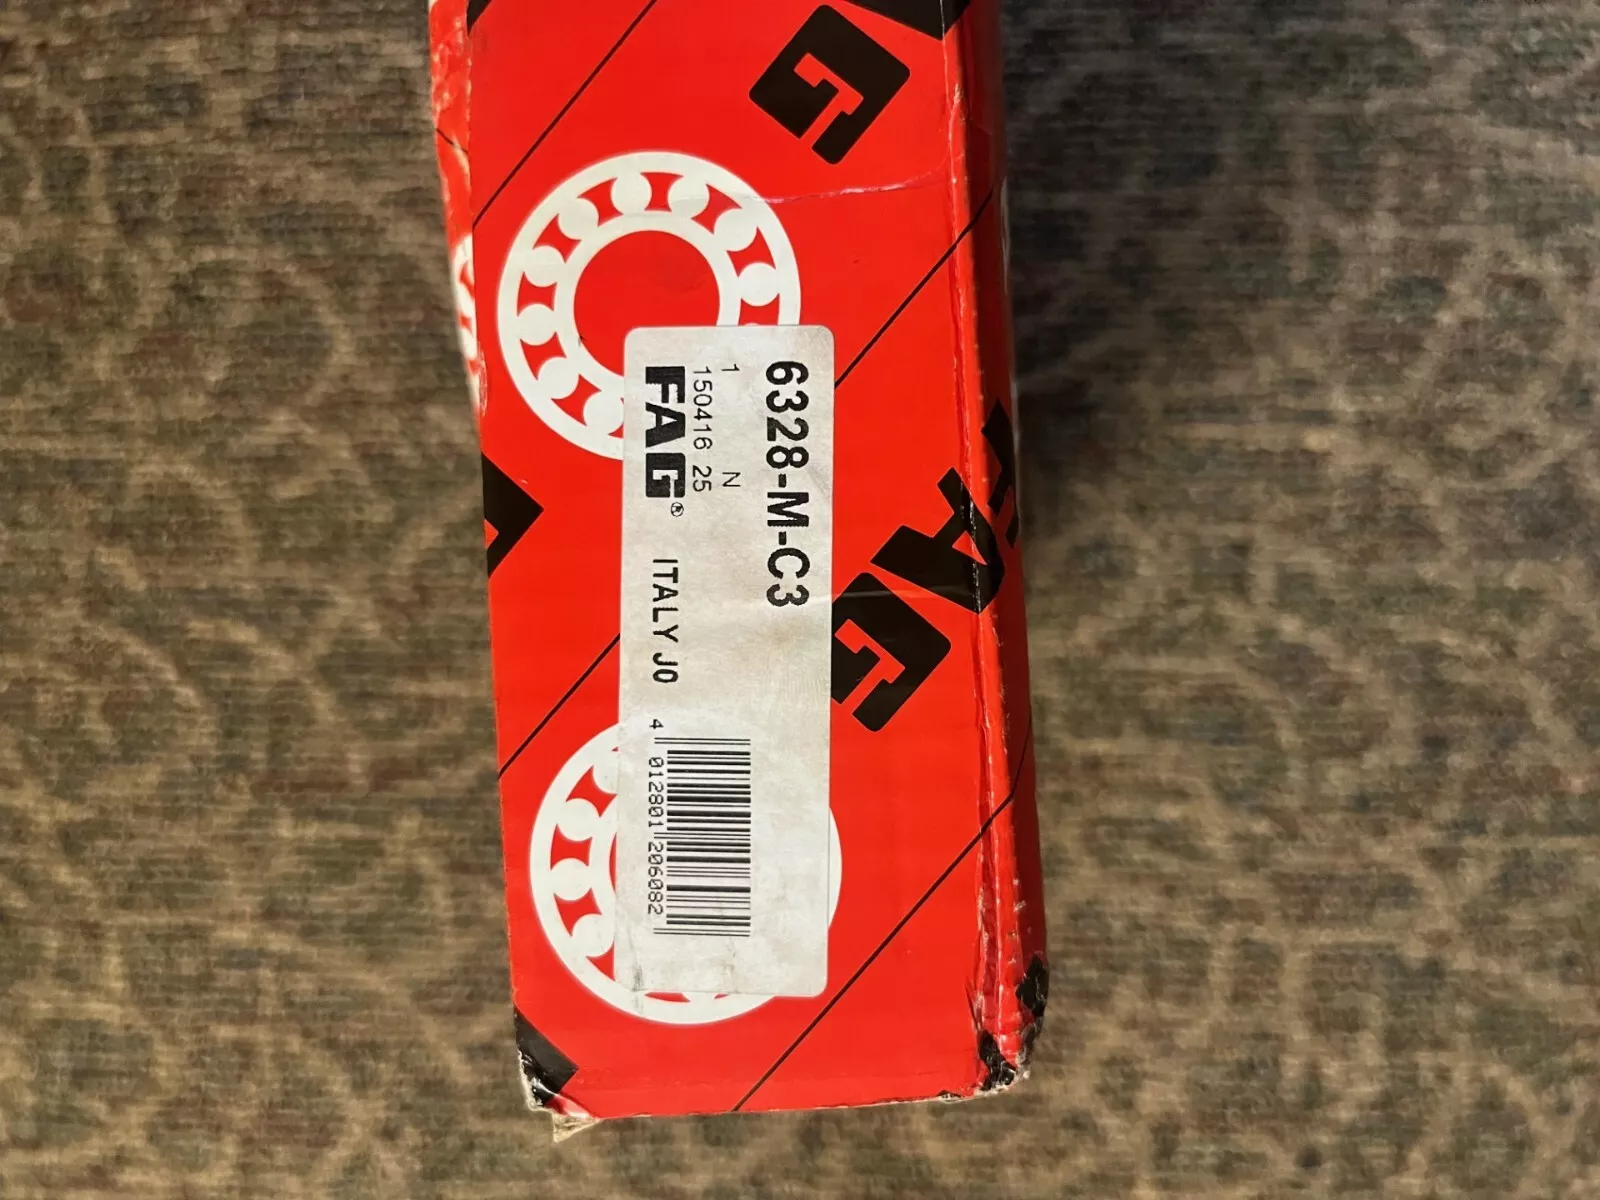 6328-M-C3
1 N
150416 25
FAG® ITALY J0
4 012801 206082
FAG
G